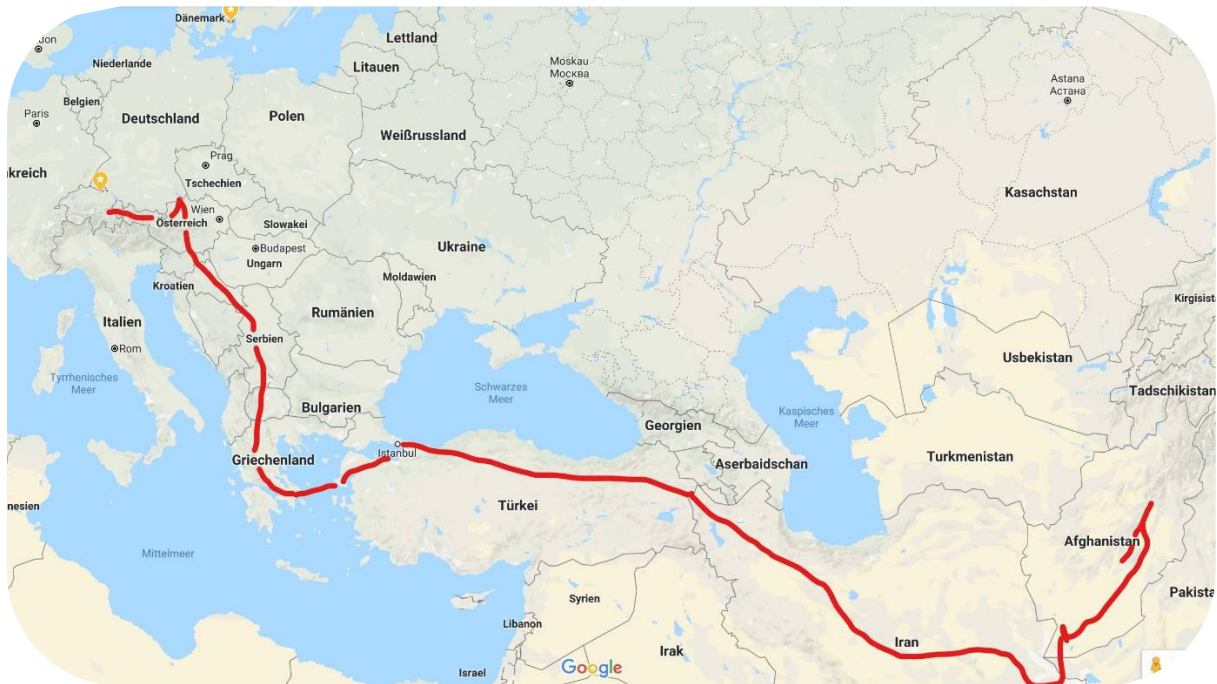 Dänemark
Lettland
Litauen
Moskau
Москва
Astana
Астана
don
Niederlande
Belgien
Paris
Deutschland
Polen
Weißrussland
Prag
Tschechien
kreich
Kasachstan
Wien
Österreich
Slowakei
Budapest
Ungarn
Ukraine
Moldawien
Kroatien
Rumänien
Kirgisist
Italien
Rom
Serbien
Usbekistan
Tyrrhenisches
Meer
Schwarzes
Meer
Kaspisches
Meer
Tadschikistan
Bulgarien
Georgien
Istanbul
Griechenland
Aserbaidschan
Turkmenistan
nesien
Türkei
Afghanistan
Mittelmeer
Syrien
Pakista
Libanon
Irak
Iran
Israel
Google